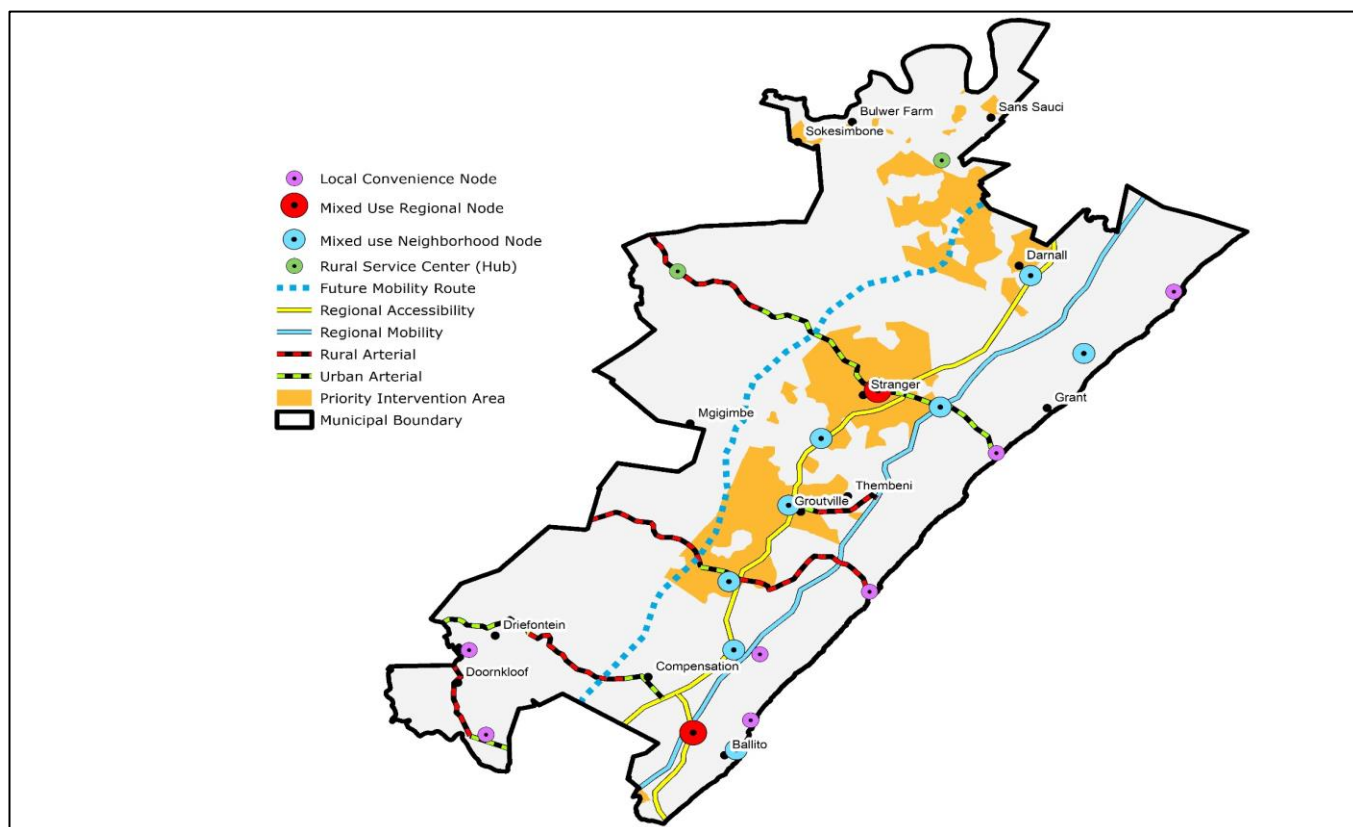 Bulwer Farm
Sans Sauci
Sokesimbone
Local Convenience Node
Mixed Use Regional Node
Mixed use Neighborhood Node
Rural Service Center (Hub)
Future Mobility Route
Regional Accessibility
Regional Mobility
Rural Arterial
Urban Arterial
Priority Intervention Area
Municipal Boundary
Darnall
Stranger
Grant
Mgigimbe
Thembeni
Groutville
Driefontein
Compensation
Doornkloof
Ballito